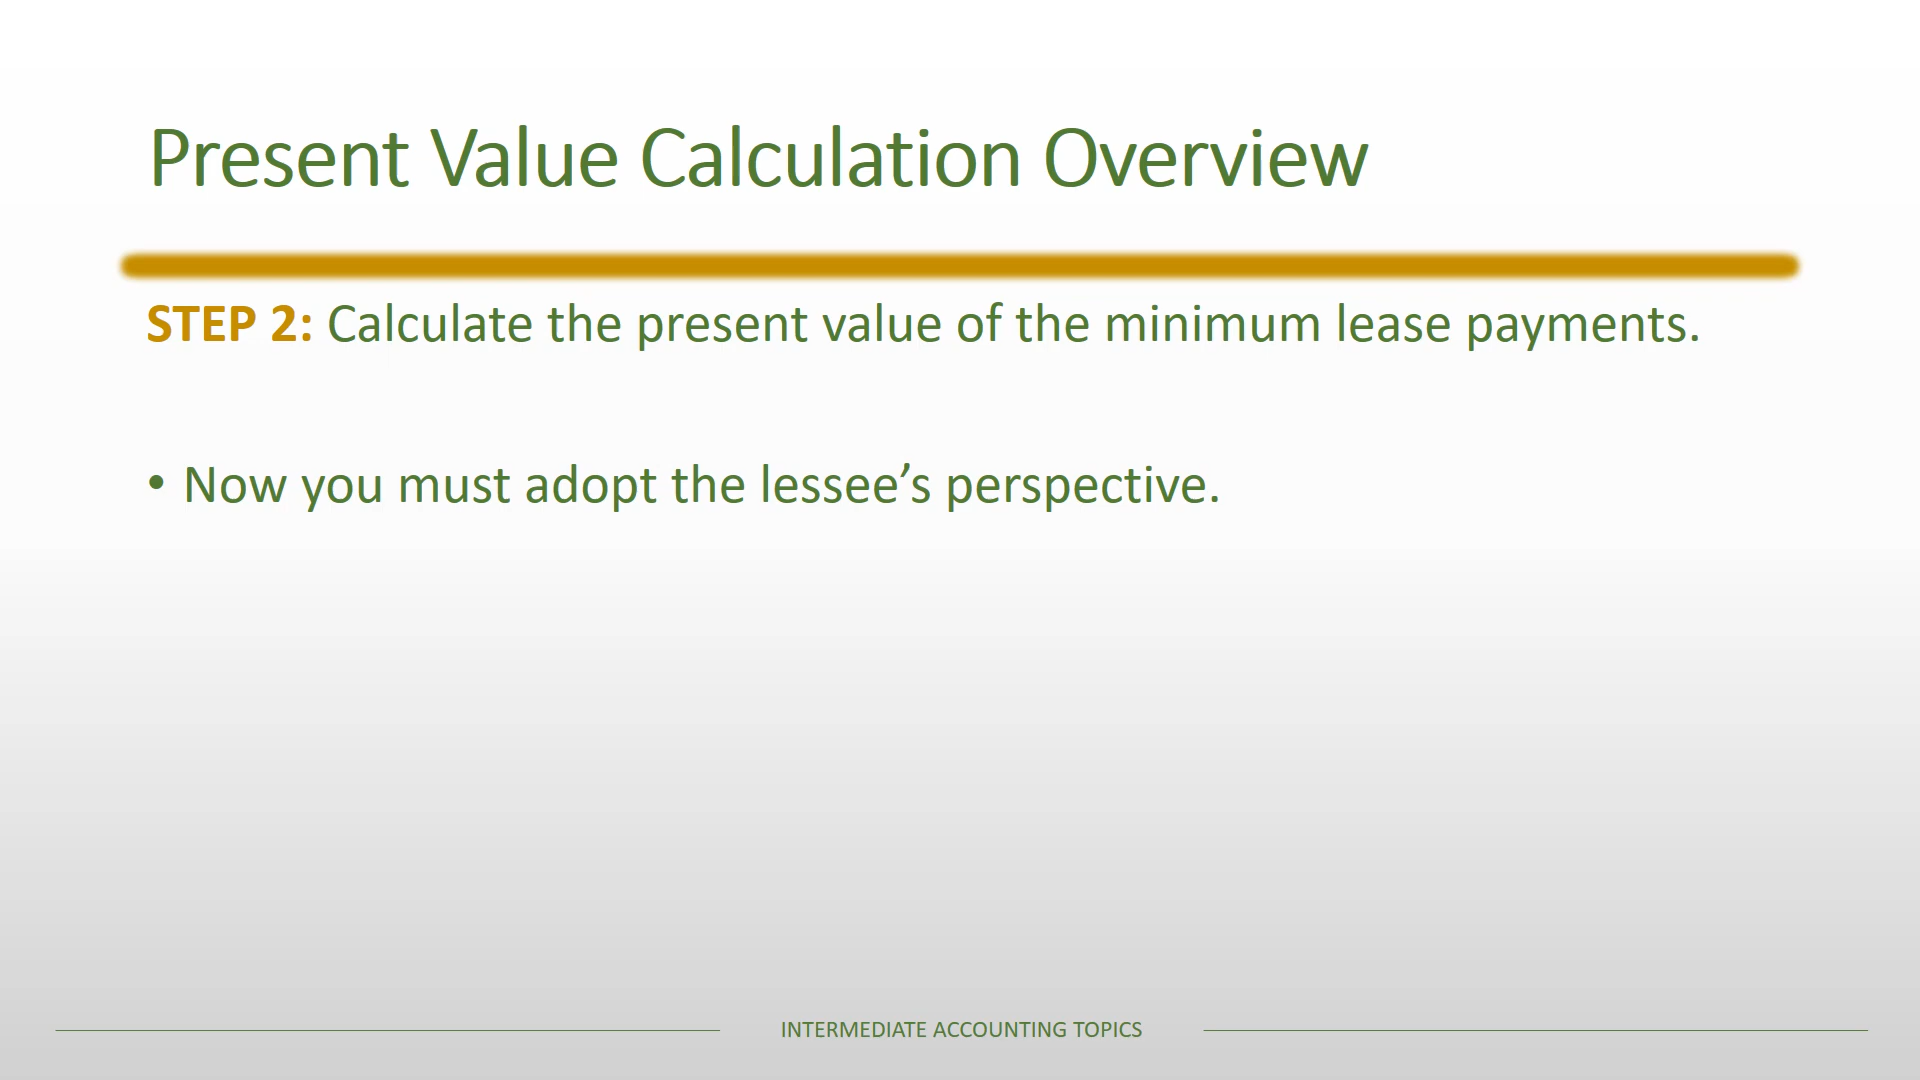 Present Value Calculation Overview
STEP 2: Calculate the present value of the minimum lease payments.
• Now you must adopt the lessee’s perspective.
INTERMEDIATE ACCOUNTING TOPICS